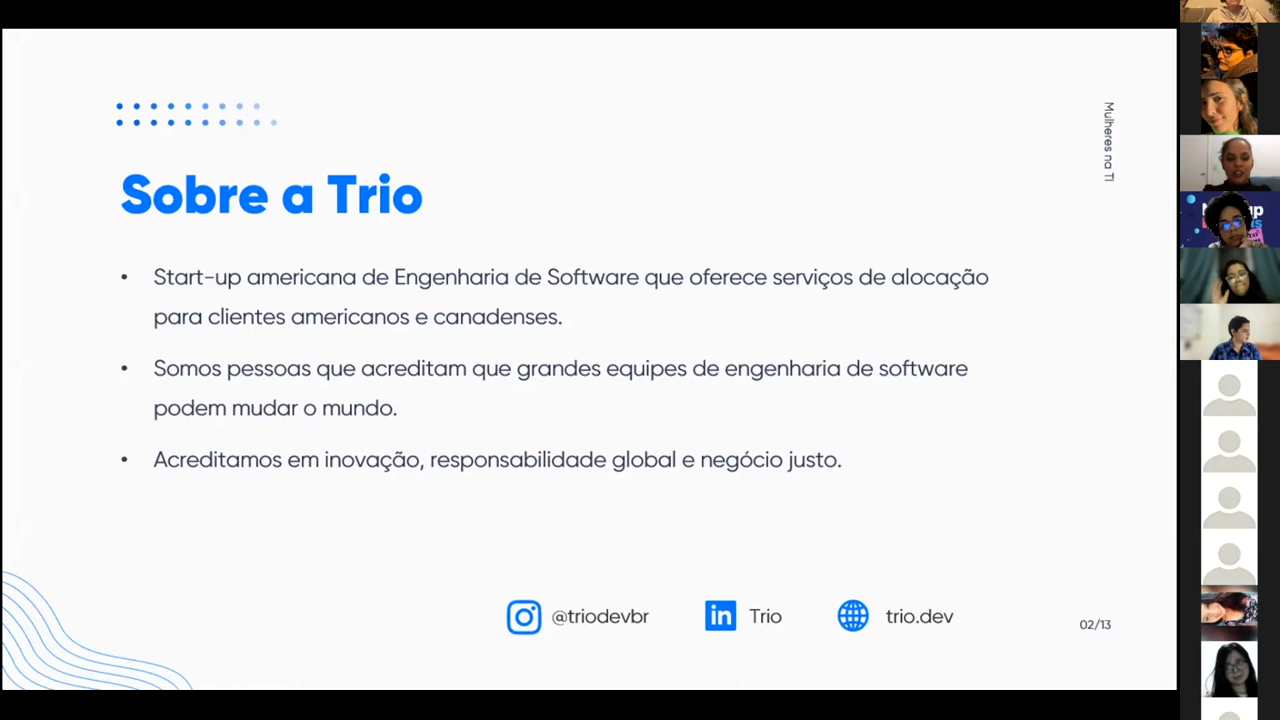 Mulheres na TI
Sobre a Trio
• Start-up americana de Engenharia de Software que oferece serviços de alocação
para clientes americanos e canadenses.
• Somos pessoas que acreditam que grandes equipes de engenharia de software
podem mudar o mundo.
• Acreditamos em inovação, responsabilidade global e negócio justo.
@triodevbr
in Trio
trio.dev
02/13